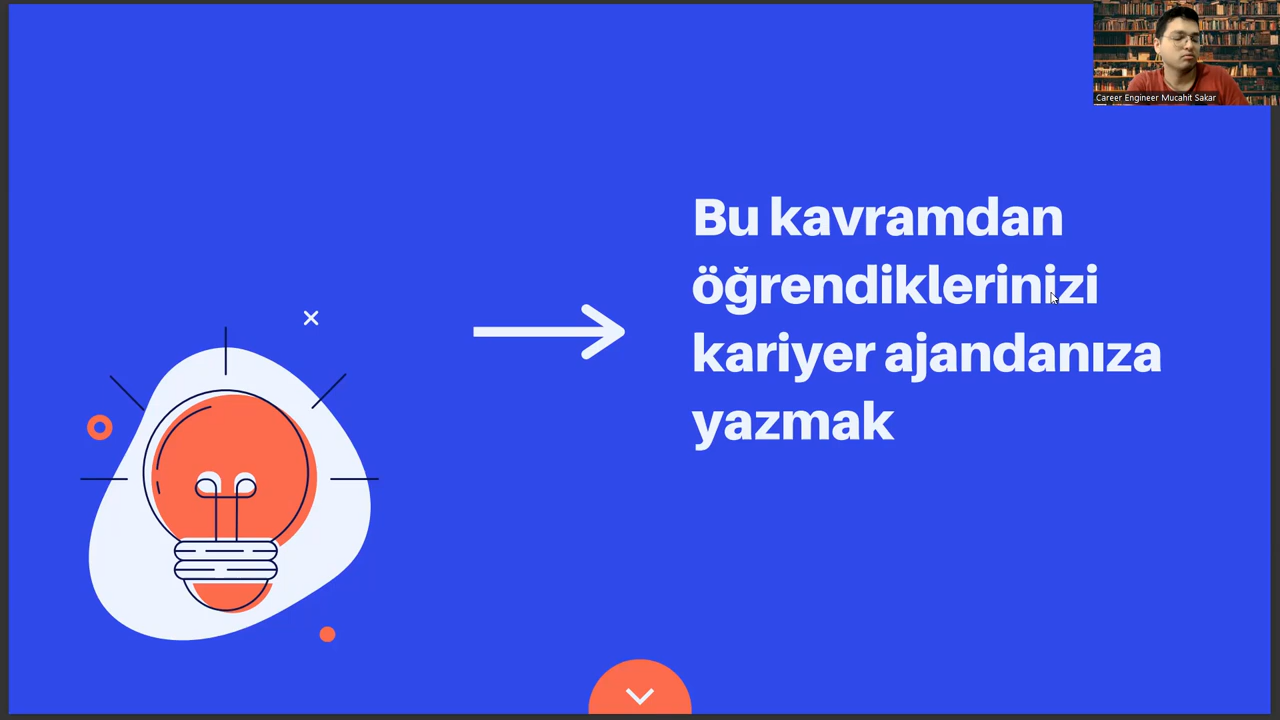 Career Engineer Mucahit Sakar
Bu kavramdan
öğrendiklerinizi
kariyer ajandanıza
yazmak